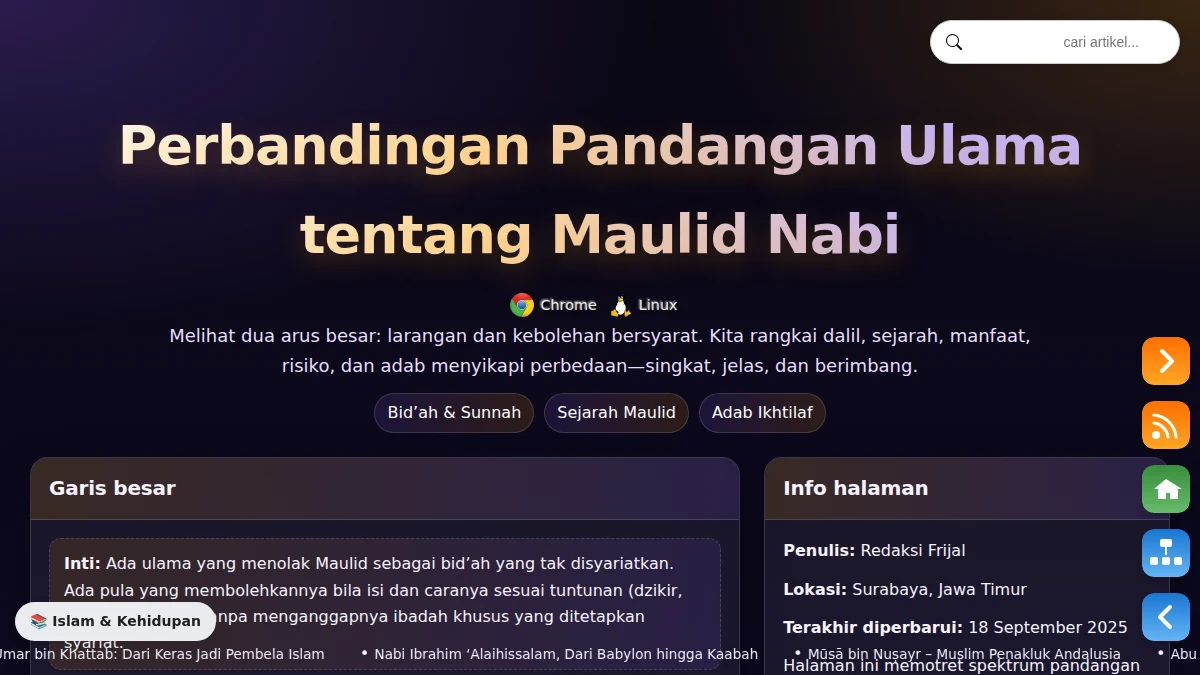 cari artikel...
Perbandingan Pandangan Ulama
tentang Maulid Nabi
Chrome Linux
Melihat dua arus besar: larangan dan kebolehan bersyarat. Kita rangkai dalil, sejarah, manfaat,
risiko, dan adab menyikapi perbedaan—singkat, jelas, dan berimbang.
Bid’ah & Sunnah
Sejarah Maulid
Adab Ikhtilaf
Garis besar
Inti: Ada ulama yang menolak Maulid sebagai bid’ah yang tak disyariatkan.
Ada pula yang membolehkannya bila isi dan caranya sesuai tuntunan (dzikir,
menganggapnya ibadah khusus yang ditetapkan
syariat.
Info halaman
Penulis: Redaksi Frijal
Lokasi: Surabaya, Jawa Timur
Terakhir diperbarui: 18 September 2025
Halaman ini memotret spektrum pandangan
📚 Islam & Kehidupan
bin Khattab: Dari Keras Jadi Pembela Islam
• Nabi Ibrahim ‘Alaihissalam, Dari Babylon hingga Kaabah
• Mūsā bin Nuṣayr – Muslim Penakluk Andalusia
• Abu